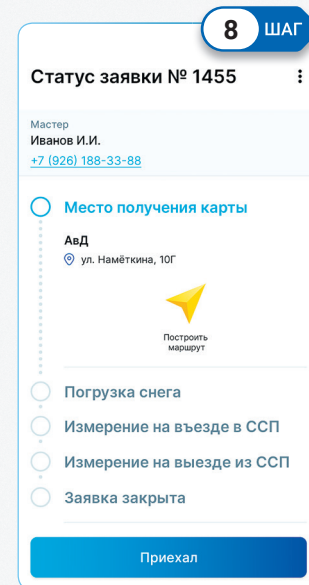 8 ШАГ
Статус заявки № 1455
Мастер
Иванов И.И.
+7 (926) 188-33-88
Место получения карты
АвД
ул. Намёткина, 10Г
Построить
маршрут
Погрузка снега
Измерение на въезде в ССП
Измерение на выезде из ССП
Заявка закрыта
Приехал